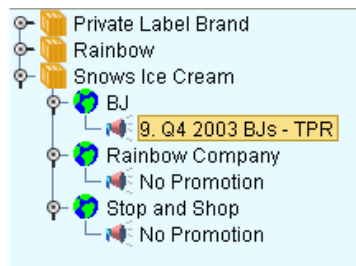 Private Label Brand
Rainbow
Snows Ice Cream
BJ
9. Q4 2003 BJs - TPR
Rainbow Company
No Promotion
Stop and Shop
No Promotion